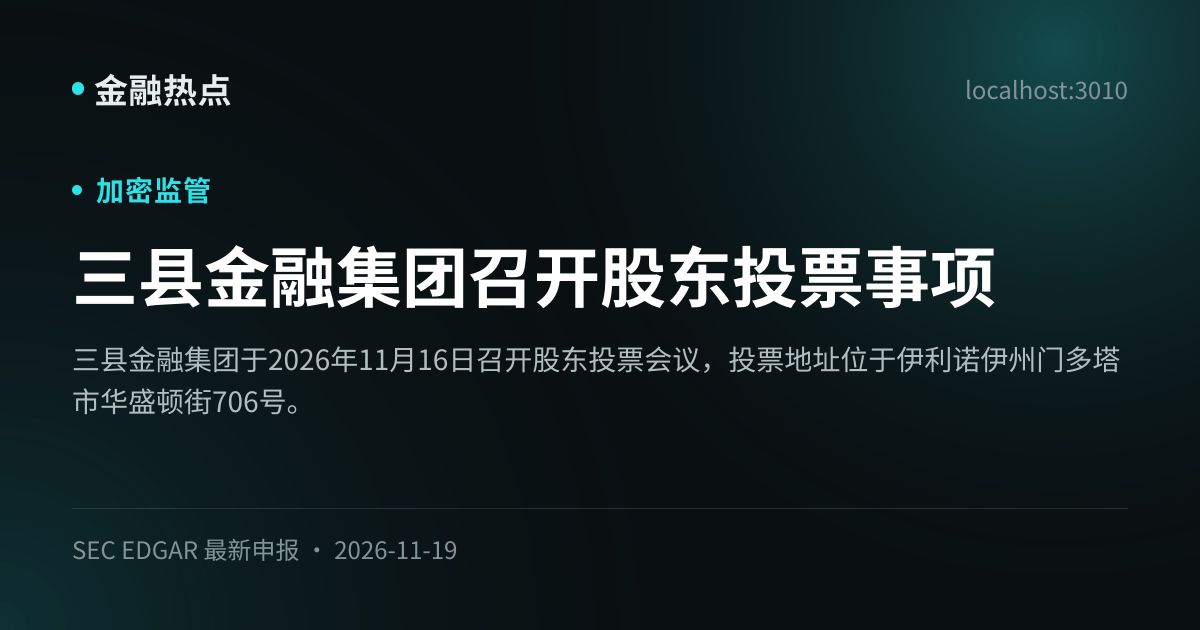 金融热点
localhost:3010
加密监管
三县金融集团召开股东投票事项
三县金融集团于2026年11月16日召开股东投票会议，投票地址位于伊利诺伊州门多塔
市华盛顿街706号。
SEC EDGAR 最新申报 · 2026-11-19